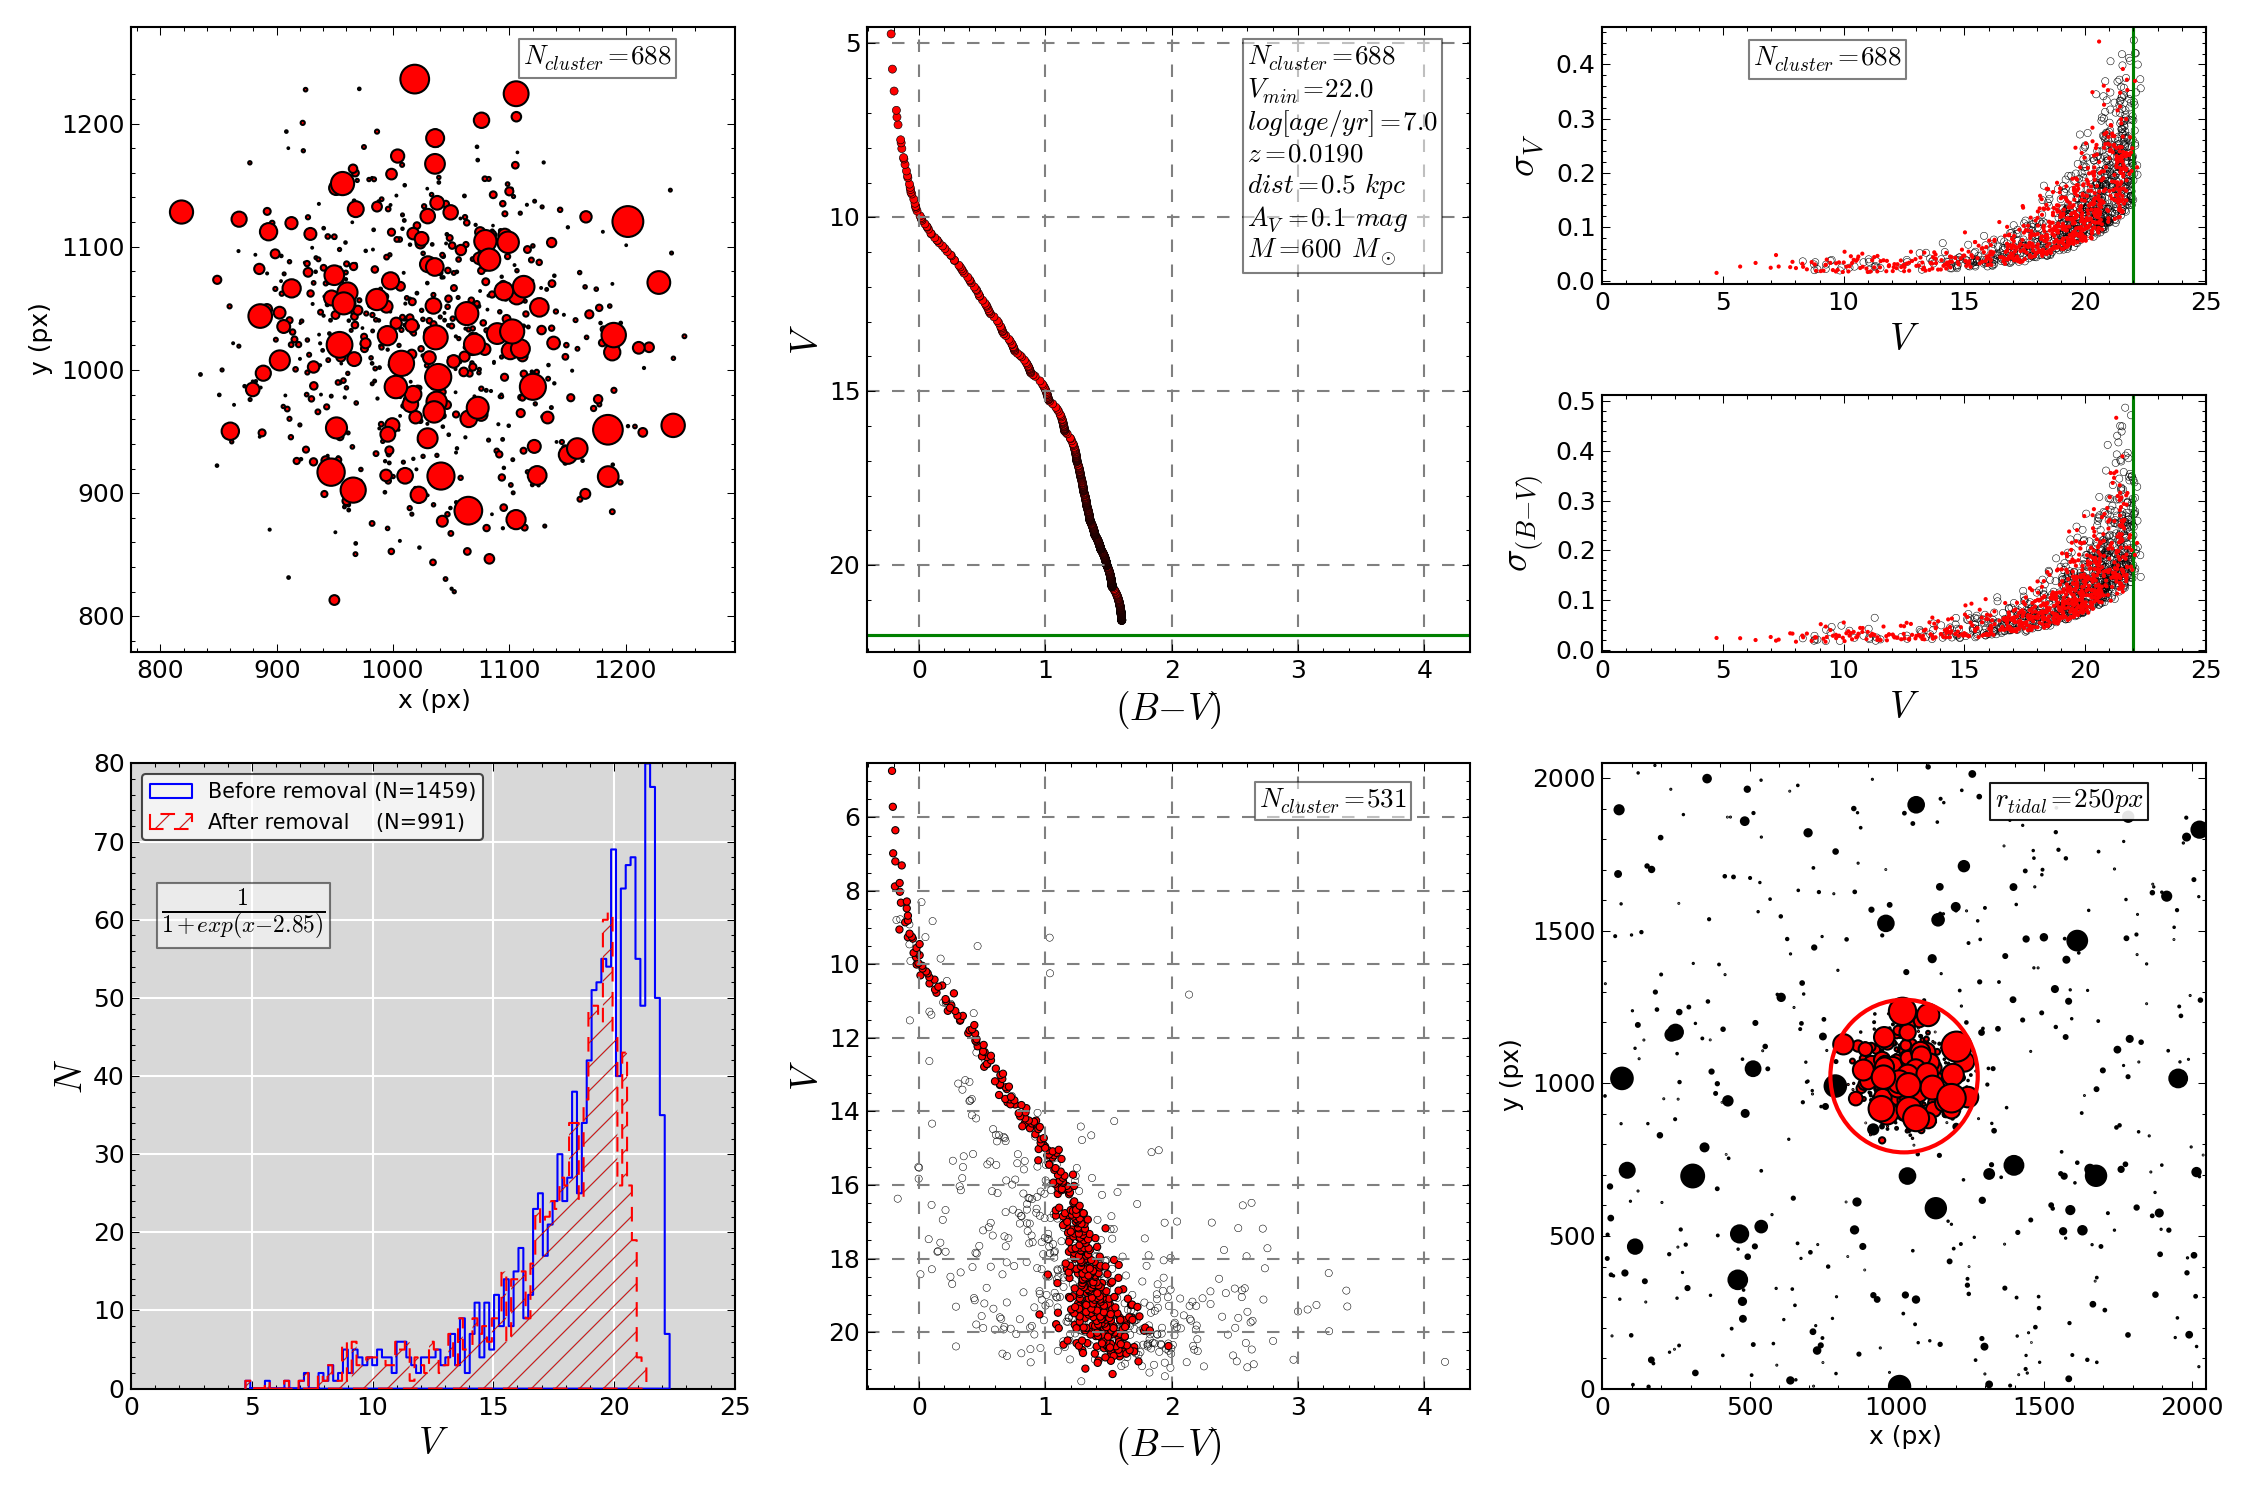 N_cluster=688
1200
1100
1000
900
800
y (px)
800 900 1000 1100 1200
x (px)
N_cluster=688
V_min=22.0
log[age/yr]=7.0
z=0.0190
dist=0.5 kpc
A_V=0.1 mag
M=600 M_⊙
5
10
15
20
V
0 1 2 3 4
(B−V)
N_cluster=688
0.4
0.3
0.2
0.1
0.0
σ_V
0 5 10 15 20 25
V
0.5
0.4
0.3
0.2
0.1
0.0
σ_(B−V)
0 5 10 15 20 25
V
Before removal (N=1459)
After removal (N=991)
1
1+exp(x−2.85)
80
70
60
50
40
30
20
10
0
N
0 5 10 15 20 25
V
N_cluster=531
6
8
10
12
14
16
18
20
V
0 1 2 3 4
(B−V)
r_tidal=250px
2000
1500
1000
500
0
y (px)
0 500 1000 1500 2000
x (px)